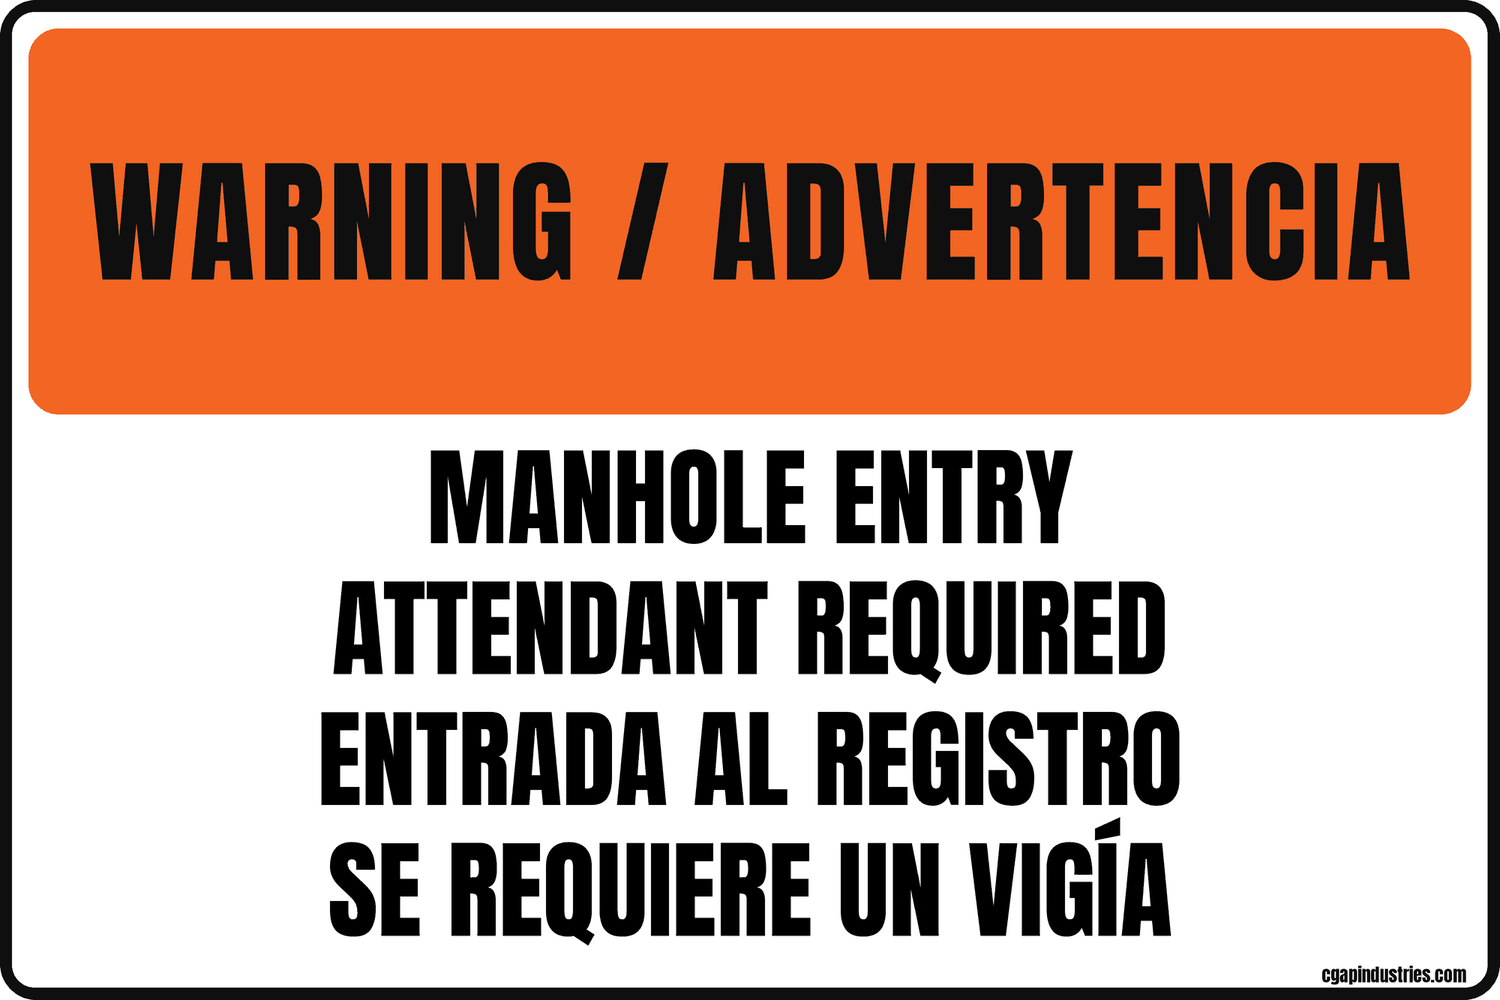 WARNING / ADVERTENCIA
MANHOLE ENTRY
ATTENDANT REQUIRED
ENTRADA AL REGISTRO
SE REQUIERE UN VIGÍA
cgapindustries.com